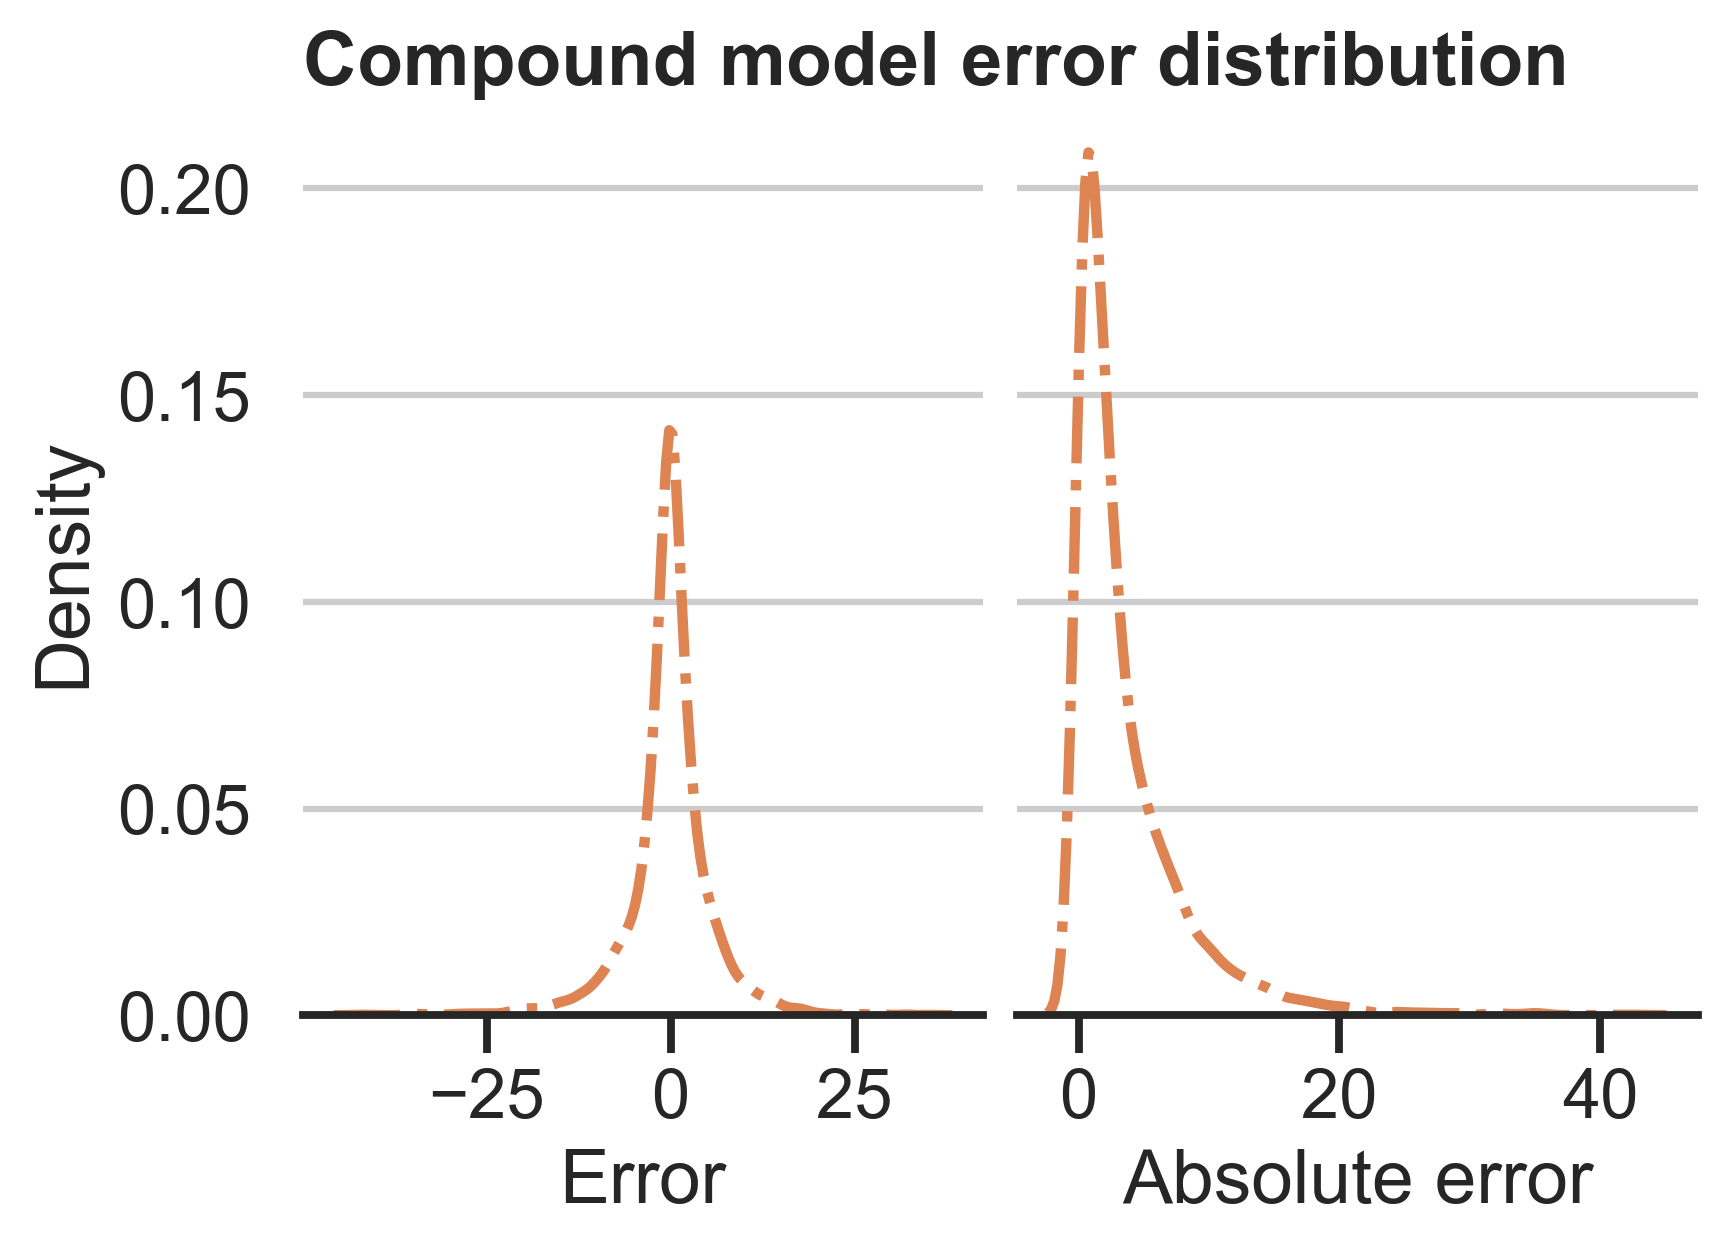 Compound model error distribution
0.20
0.15
0.10
0.05
0.00
Density
−25 0 25
0 20 40
Error
Absolute error